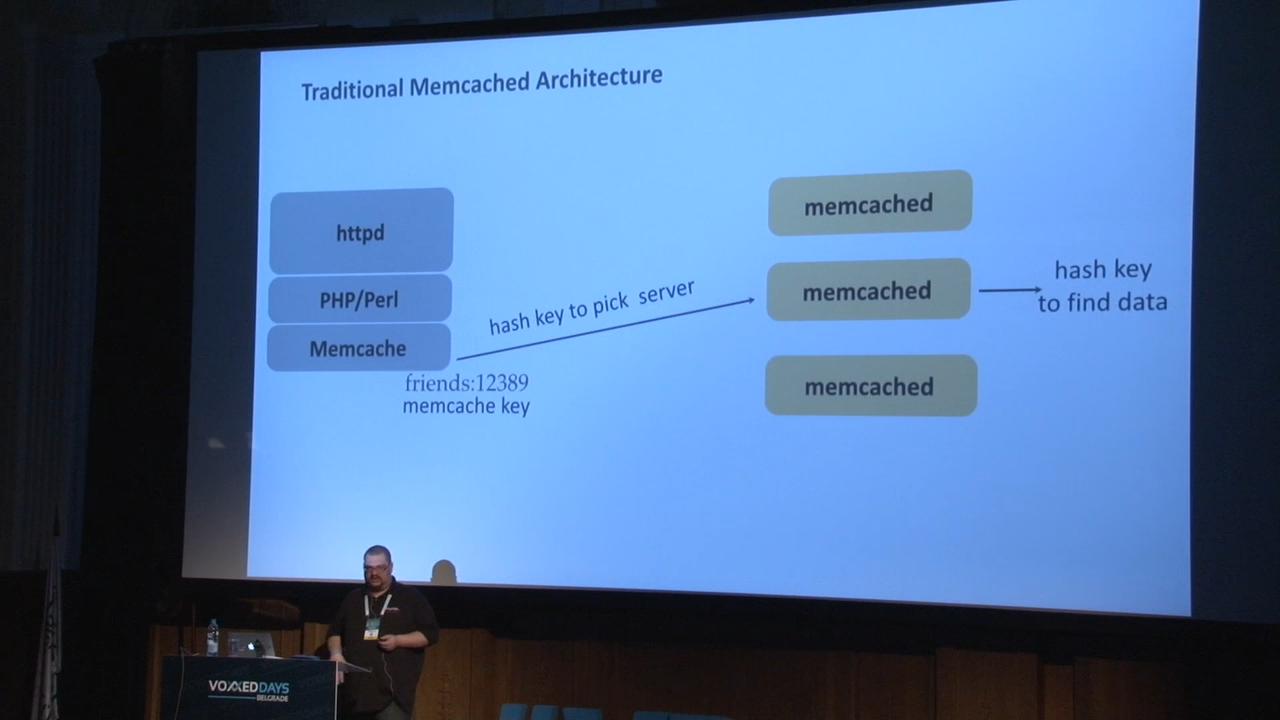 Traditional Memcached Architecture
httpd
PHP/Perl
Memcache
friends:12389
memcache key
hash key to pick server
memcached
memcached
memcached
hash key
to find data
VOXXEDDAYS
BELGRADE